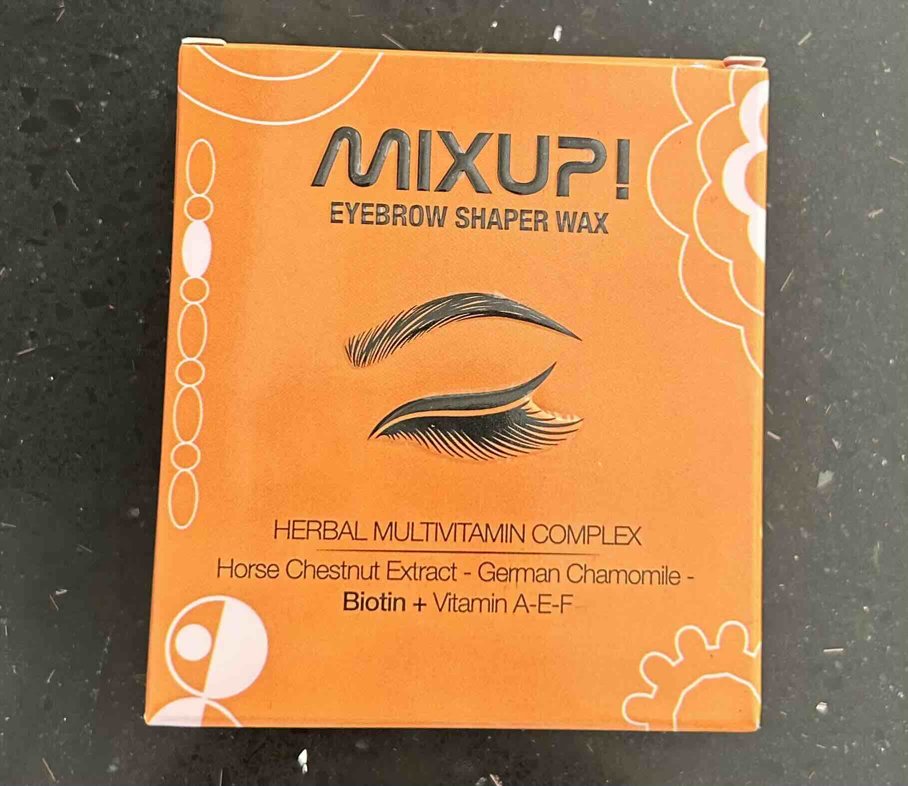 MIXUP!
EYEBROW SHAPER WAX
HERBAL MULTIVITAMIN COMPLEX
Horse Chestnut Extract - German Chamomile -
Biotin + Vitamin A-E-F